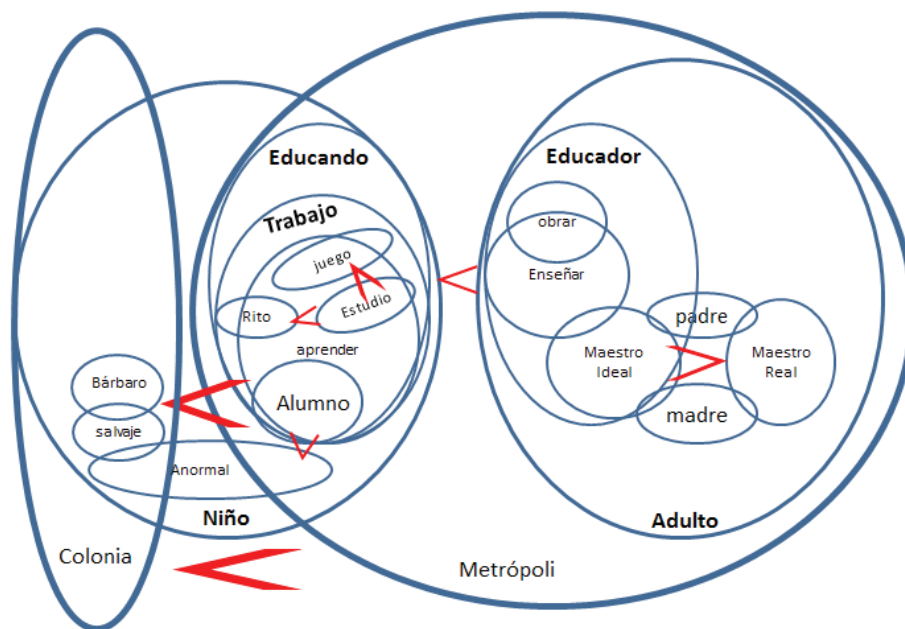 Educando
Educador
Trabajo
obrar
juego
Enseñar
Estudio
Rito
padre
aprender
Maestro
Ideal
Maestro
Real
Bárbaro
Alumno
madre
salvaje
Anormal
Niño
Adulto
Colonia
Metrópoli